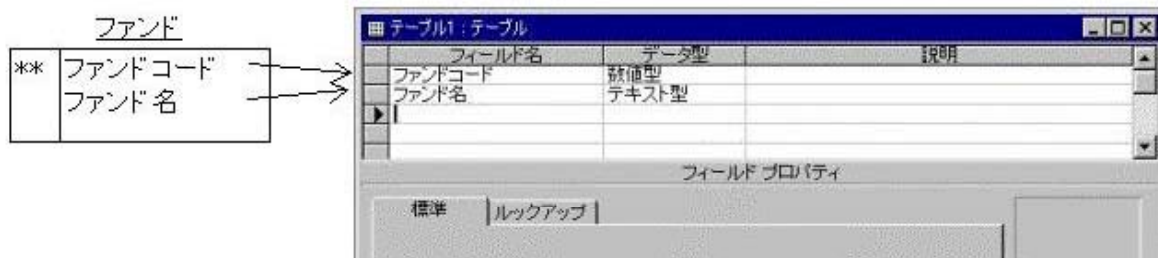 ファンド
** ファンドコード
ファンド名
テーブル1 : テーブル
フィールド名 データ型 説明
ファンドコード 数値型
ファンド名 テキスト型
フィールド プロパティ
標準 ルックアップ